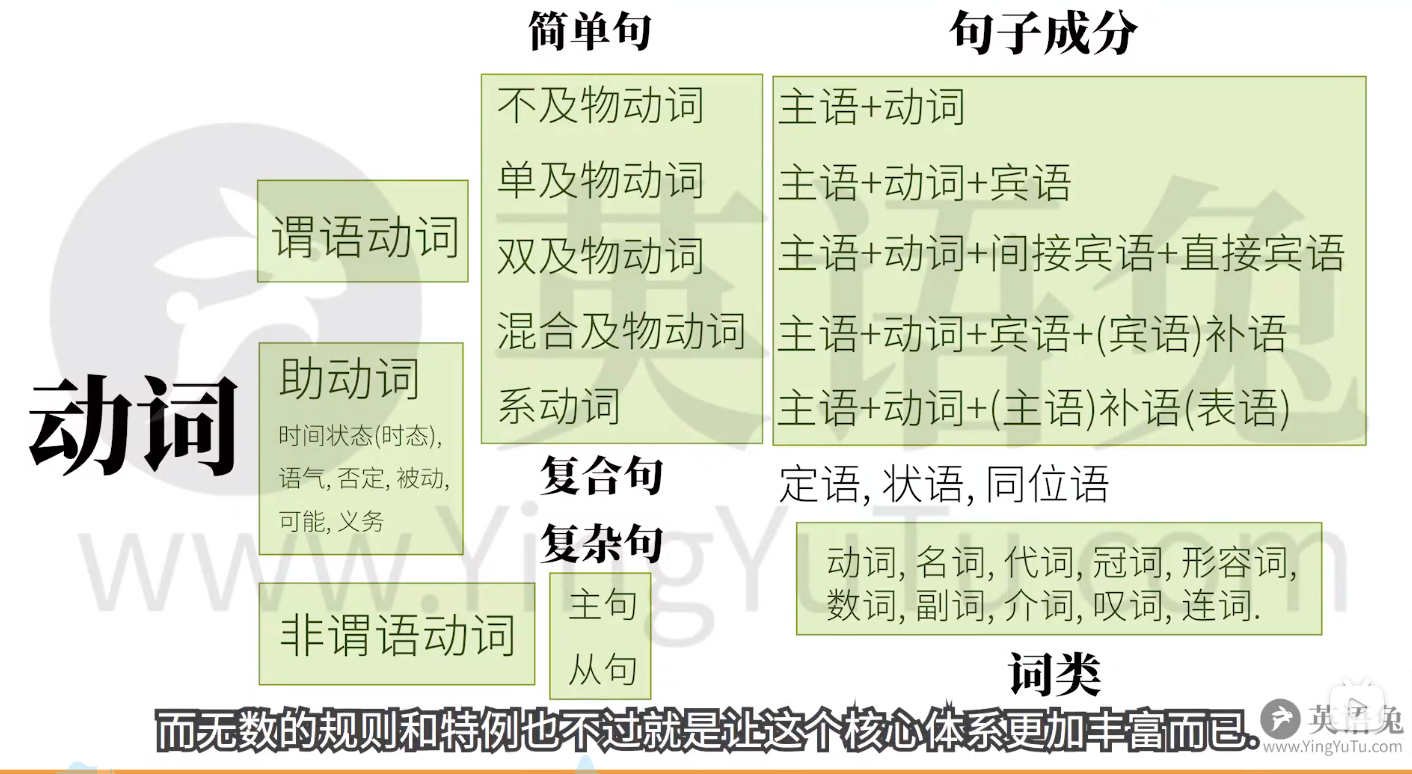 简单句
句子成分
不及物动词
主语+动词
单及物动词
主语+动词+宾语
谓语动词
双及物动词
主语+动词+间接宾语+直接宾语
混合及物动词
主语+动词+宾语+(宾语)补语
系动词
主语+动词+(主语)补语(表语)
动词
助动词
时间状态(时态),
语气, 否定, 被动,
可能, 义务
复合句
定语, 状语, 同位语
复杂句
动词, 名词, 代词, 冠词, 形容词,
数词, 副词, 介词, 叹词, 连词.
非谓语动词
主句
从句
词类
而无数的规则和特例也不过就是让这个核心体系更加丰富而已.
英语兔
www.YingYuTu.com
英语兔
www.YingYuTu.com